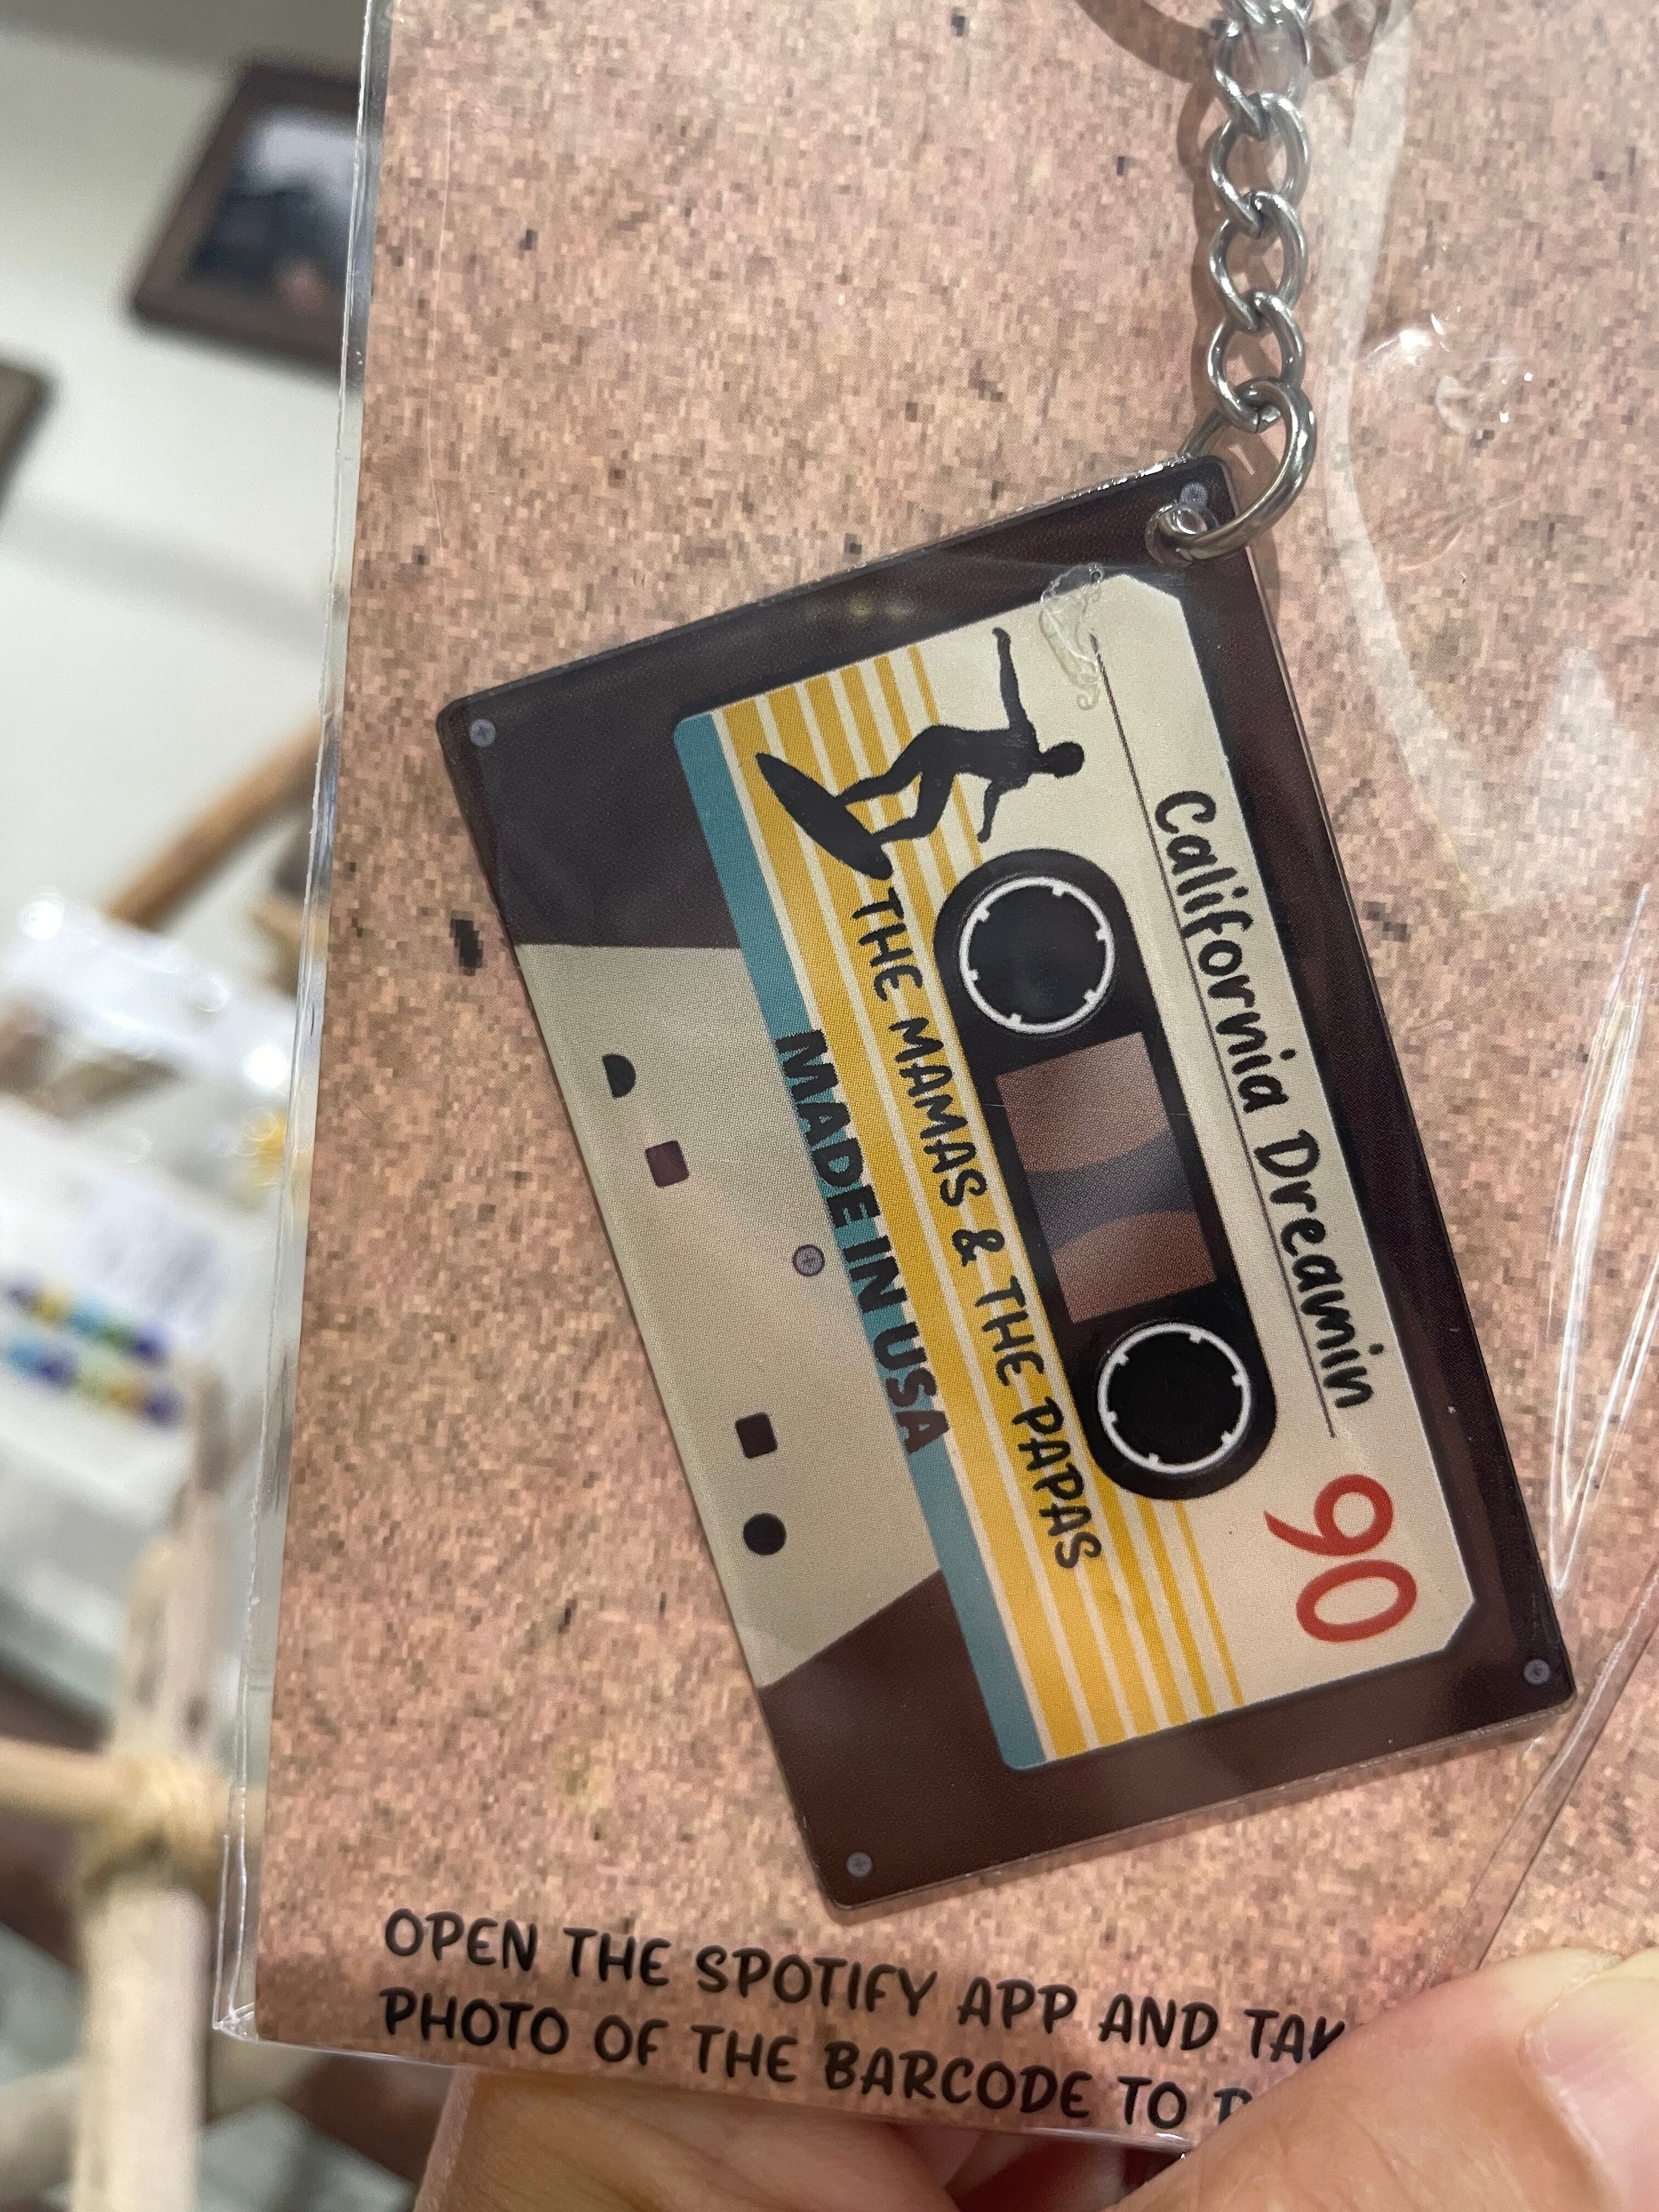 California Dreamin
90
THE MAMAS & THE PAPAS
MADE IN USA
OPEN THE SPOTIFY APP AND
PHOTO OF THE BARCODE TO